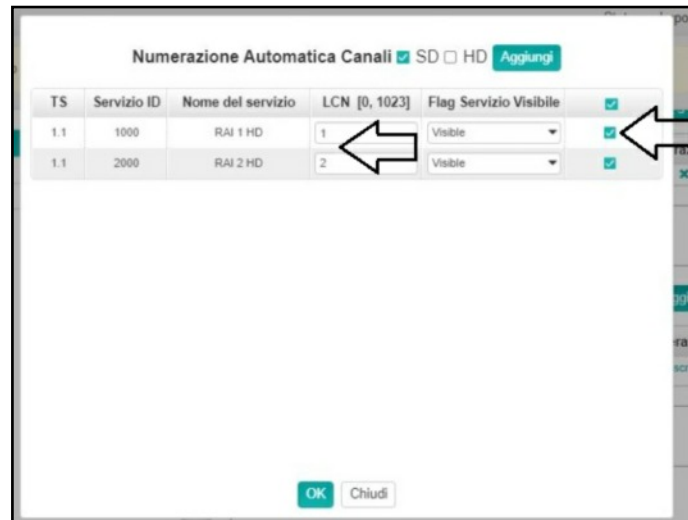 Numerazione Automatica Canali SD HD Aggiungi
TS Servizio ID Nome del servizio LCN [0, 1023] Flag Servizio Visibile
1.1 1000 RAI 1 HD 1 Visible
1.1 2000 RAI 2 HD 2 Visible
OK Chiudi